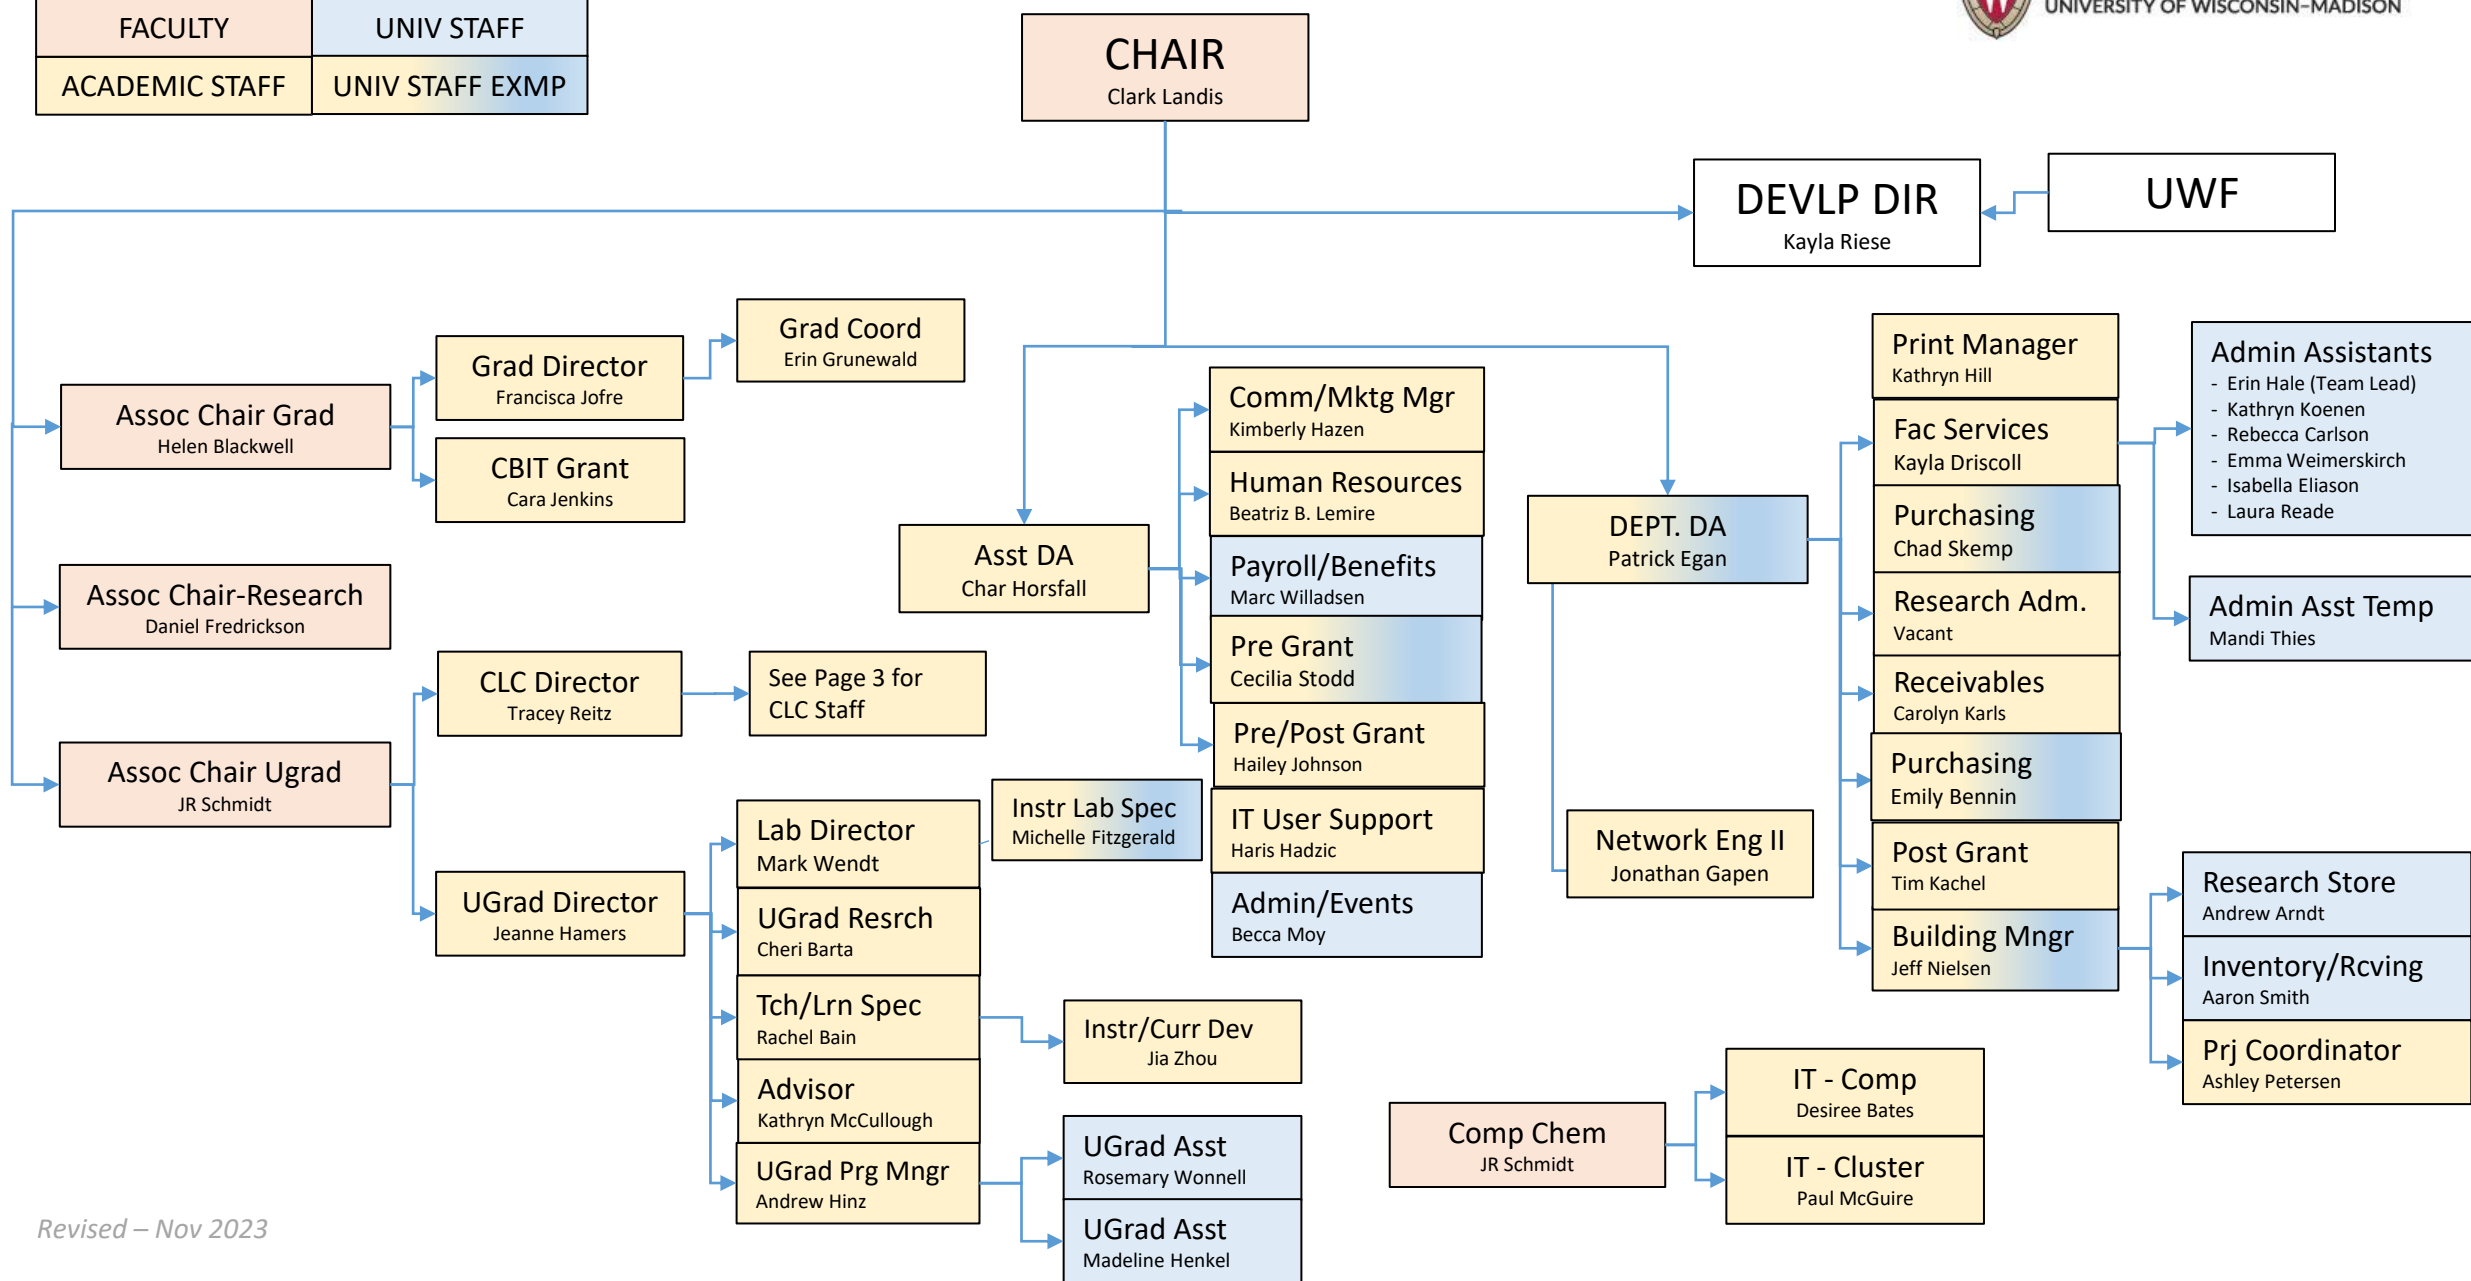 FACULTY
UNIV STAFF
ACADEMIC STAFF
UNIV STAFF EXMP
CHAIR
Clark Landis
UNIVERSITY OF WISCONSIN–MADISON
DEVLP DIR
Kayla Riese
UWF
Assoc Chair Grad
Helen Blackwell
Grad Director
Francisca Jofre
Grad Coord
Erin Grunewald
CBIT Grant
Cara Jenkins
Assoc Chair-Research
Daniel Fredrickson
Assoc Chair Ugrad
JR Schmidt
CLC Director
Tracey Reitz
See Page 3 for
CLC Staff
UGrad Director
Jeanne Hamers
Lab Director
Mark Wendt
Instr Lab Spec
Michelle Fitzgerald
UGrad Resrch
Cheri Barta
Tch/Lrn Spec
Rachel Bain
Instr/Curr Dev
Jia Zhou
Advisor
Kathryn McCullough
UGrad Prg Mngr
Andrew Hinz
UGrad Asst
Rosemary Wonnell
UGrad Asst
Madeline Henkel
Asst DA
Char Horsfall
Comm/Mktg Mgr
Kimberly Hazen
Human Resources
Beatriz B. Lemire
Payroll/Benefits
Marc Willadsen
Pre Grant
Cecilia Stodd
Pre/Post Grant
Hailey Johnson
IT User Support
Haris Hadzic
Admin/Events
Becca Moy
DEPT. DA
Patrick Egan
Network Eng II
Jonathan Gapen
Print Manager
Kathryn Hill
Fac Services
Kayla Driscoll
Purchasing
Chad Skemp
Research Adm.
Vacant
Receivables
Carolyn Karls
Purchasing
Emily Bennin
Post Grant
Tim Kachel
Building Mngr
Jeff Nielsen
Admin Assistants
- Erin Hale (Team Lead)
- Kathryn Koenen
- Rebecca Carlson
- Emma Weimerskirch
- Isabella Eliason
- Laura Reade
Admin Asst Temp
Mandi Thies
Research Store
Andrew Arndt
Inventory/Rcving
Aaron Smith
Prj Coordinator
Ashley Petersen
Comp Chem
JR Schmidt
IT - Comp
Desiree Bates
IT - Cluster
Paul McGuire
Revised – Nov 2023